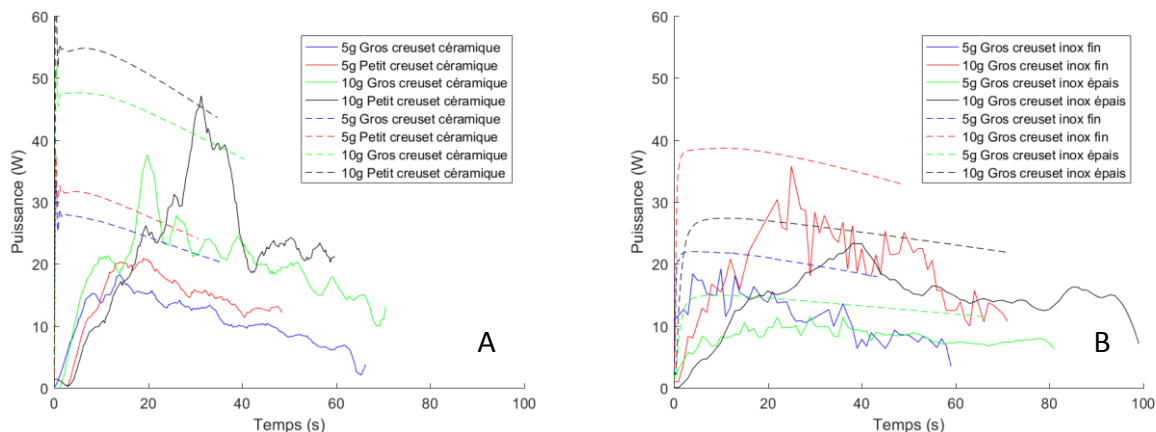 60
50
40
30
20
10
0
0
20
40
60
80
100
Puissance (W)
Temps (s)
5g Gros creuset céramique
5g Petit creuset céramique
10g Gros creuset céramique
10g Petit creuset céramique
5g Gros creuset céramique
5g Petit creuset céramique
10g Gros creuset céramique
10g Petit creuset céramique
A
60
50
40
30
20
10
0
0
20
40
60
80
100
Puissance (W)
Temps (s)
5g Gros creuset inox fin
10g Gros creuset inox fin
5g Gros creuset inox épais
10g Gros creuset inox épais
5g Gros creuset inox fin
10g Gros creuset inox fin
5g Gros creuset inox épais
10g Gros creuset inox épais
B